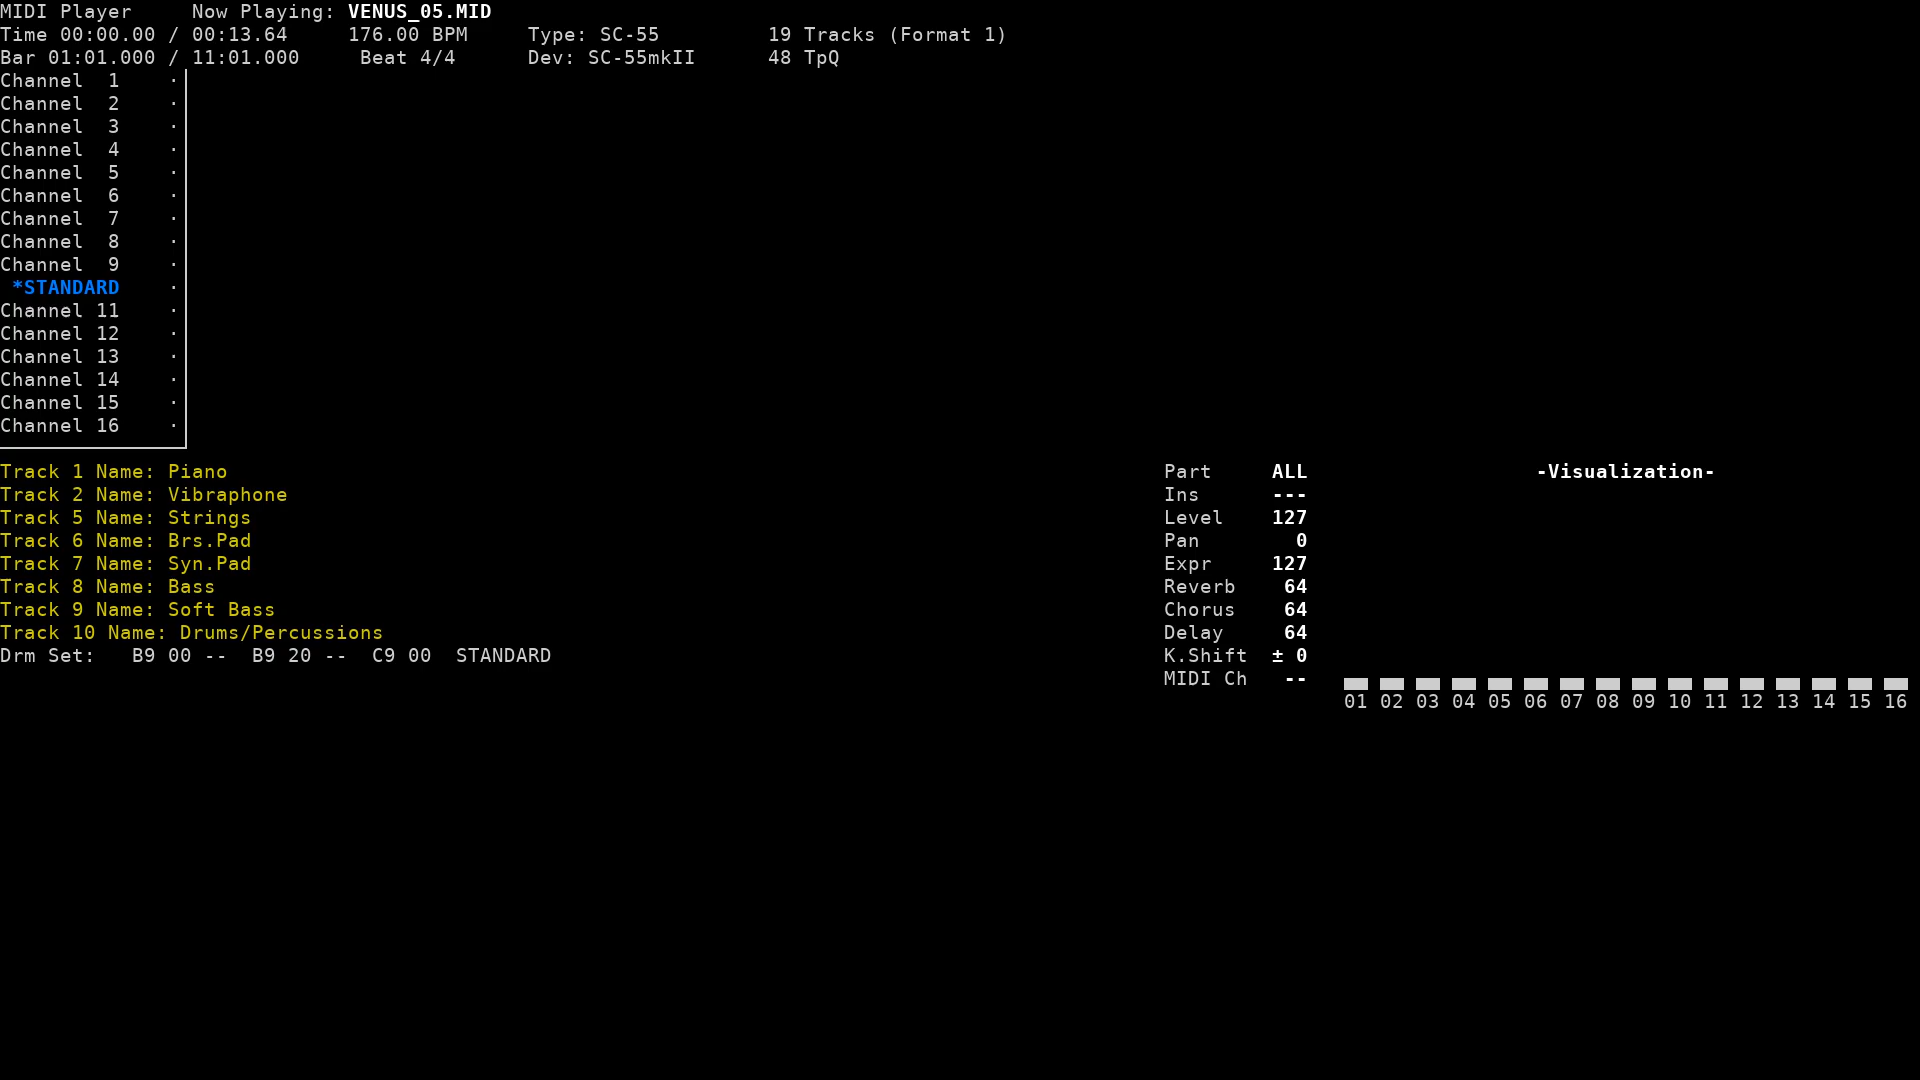 MIDI Player     Now Playing: VENUS_05.MID
Time 00:00.00 / 00:13.64     176.00 BPM     Type: SC-55         19 Tracks (Format 1)
Bar 01:01.000 / 11:01.000     Beat 4/4      Dev: SC-55mkII      48 TpQ
Channel  1    ·
Channel  2    ·
Channel  3    ·
Channel  4    ·
Channel  5    ·
Channel  6    ·
Channel  7    ·
Channel  8    ·
Channel  9    ·
*STANDARD    ·
Channel 11    ·
Channel 12    ·
Channel 13    ·
Channel 14    ·
Channel 15    ·
Channel 16    ·
Track 1 Name: Piano
Track 2 Name: Vibraphone
Track 5 Name: Strings
Track 6 Name: Brs.Pad
Track 7 Name: Syn.Pad
Track 8 Name: Bass
Track 9 Name: Soft Bass
Track 10 Name: Drums/Percussions
Drm Set:   B9 00 --  B9 20 --  C9 00  STANDARD
Part     ALL
Ins      ---
Level    127
Pan        0
Expr     127
Reverb    64
Chorus    64
Delay     64
K.Shift  ± 0
MIDI Ch   --
-Visualization-
01 02 03 04 05 06 07 08 09 10 11 12 13 14 15 16